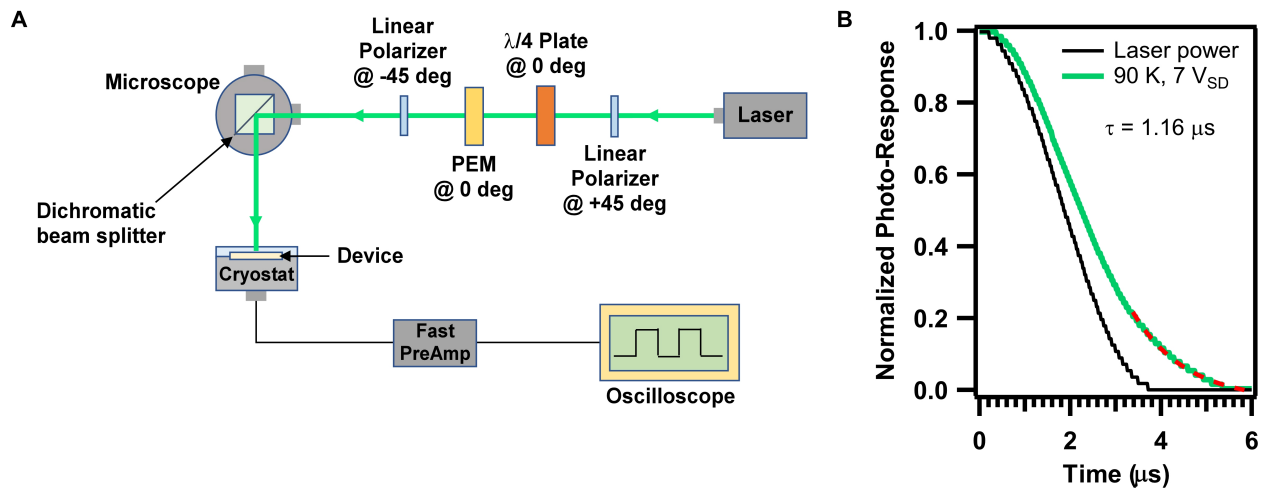 A
Linear
Polarizer
@ -45 deg
λ/4 Plate
@ 0 deg
Microscope
Laser
PEM
@ 0 deg
Linear
Polarizer
@ +45 deg
Dichromatic
beam splitter
Device
Cryostat
Fast
PreAmp
Oscilloscope
B
Normalized Photo-Response
1.0
0.8
0.6
0.4
0.2
0.0
Laser power
90 K, 7 V_SD
τ = 1.16 μs
0 2 4 6
Time (μs)